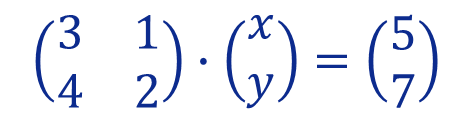 (3 1) · (x) = (5)
(4 2) (y) (7)